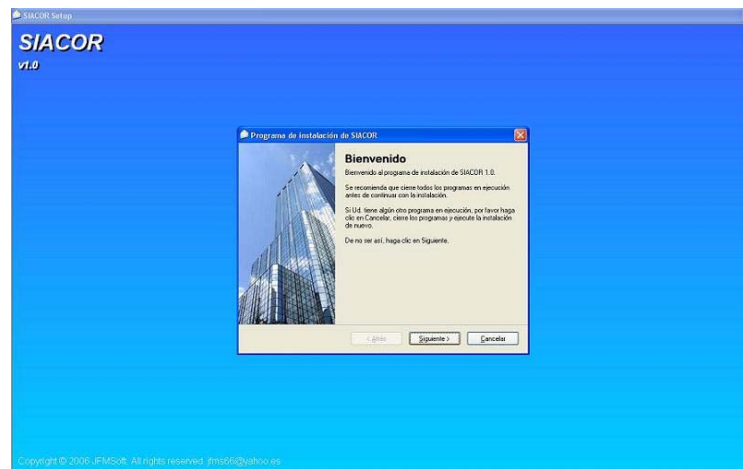 SIACOR Setup
SIACOR
v1.0
Programa de instalación de SIACOR
Bienvenido
Bienvenido al programa de instalación de SIACOR 1.0.
Se recomienda que cierre todos los programas en ejecución
antes de continuar con la instalación.
Si Ud. tiene algún otro programa en ejecución, por favor haga
clic en Cancelar, cierre los programas y ejecute la instalación
de nuevo.
De no ser así, haga clic en Siguiente.
< Atrás
Siguiente >
Cancelar
Copyright © 2006 JFMSoft. All rights reserved. jfms66@yahoo.es